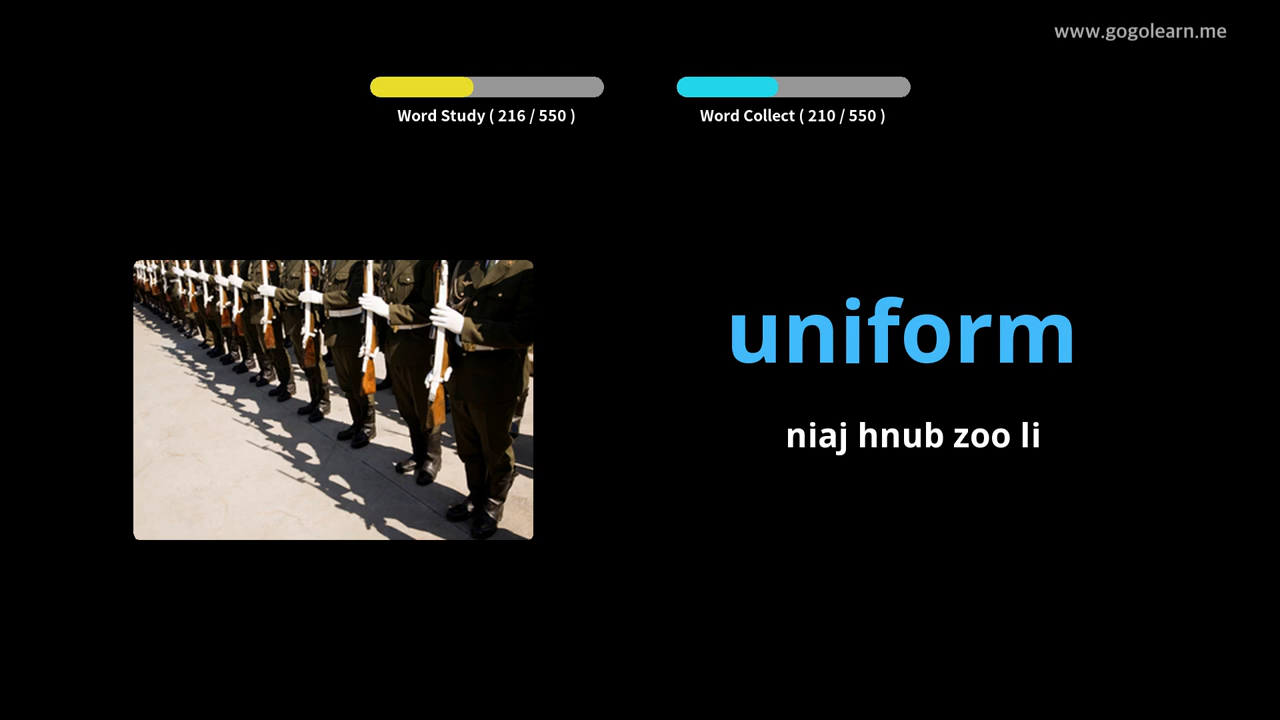 www.gogolearn.me
Word Study ( 216 / 550 )
Word Collect ( 210 / 550 )
uniform
niaj hnub zoo li